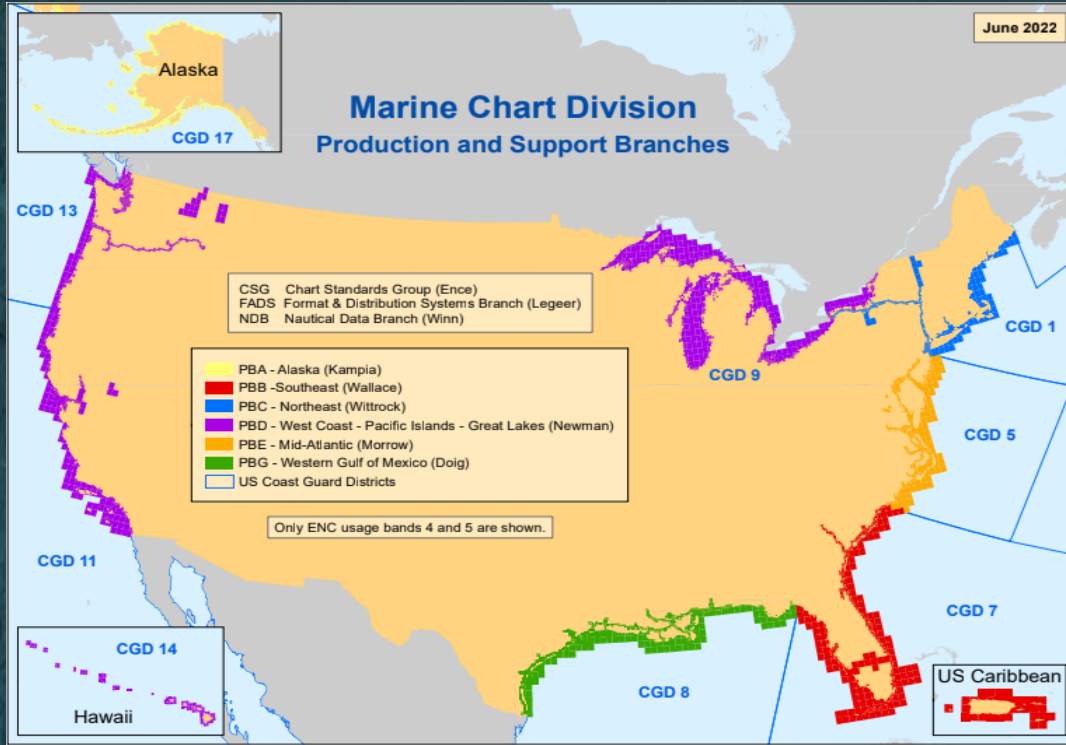 June 2022
Alaska
CGD 17
Marine Chart Division
Production and Support Branches
CGD 13
CSG Chart Standards Group (Ence)
FADS Format & Distribution Systems Branch (Legeer)
NDB Nautical Data Branch (Winn)
CGD 1
PBA - Alaska (Kampia)
PBB -Southeast (Wallace)
PBC - Northeast (Wittrock)
PBD - West Coast - Pacific Islands - Great Lakes (Newman)
PBE - Mid-Atlantic (Morrow)
PBG - Western Gulf of Mexico (Doig)
US Coast Guard Districts
CGD 9
CGD 5
Only ENC usage bands 4 and 5 are shown.
CGD 11
CGD 7
CGD 14
Hawaii
CGD 8
US Caribbean